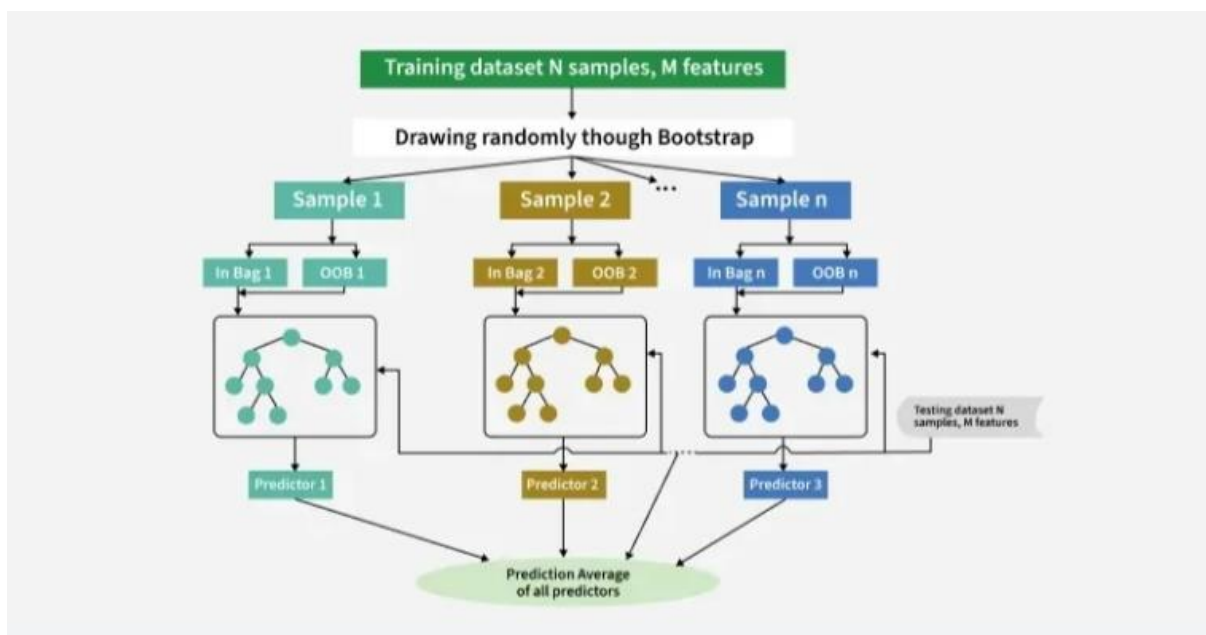 Training dataset N samples, M features
Drawing randomly though Bootstrap
...
Sample 1
Sample 2
Sample n
In Bag 1
OOB 1
In Bag 2
OOB 2
In Bag n
OOB n
Testing dataset N
samples, M features
...
Predictor 1
Predictor 2
Predictor 3
Prediction Average
of all predictors